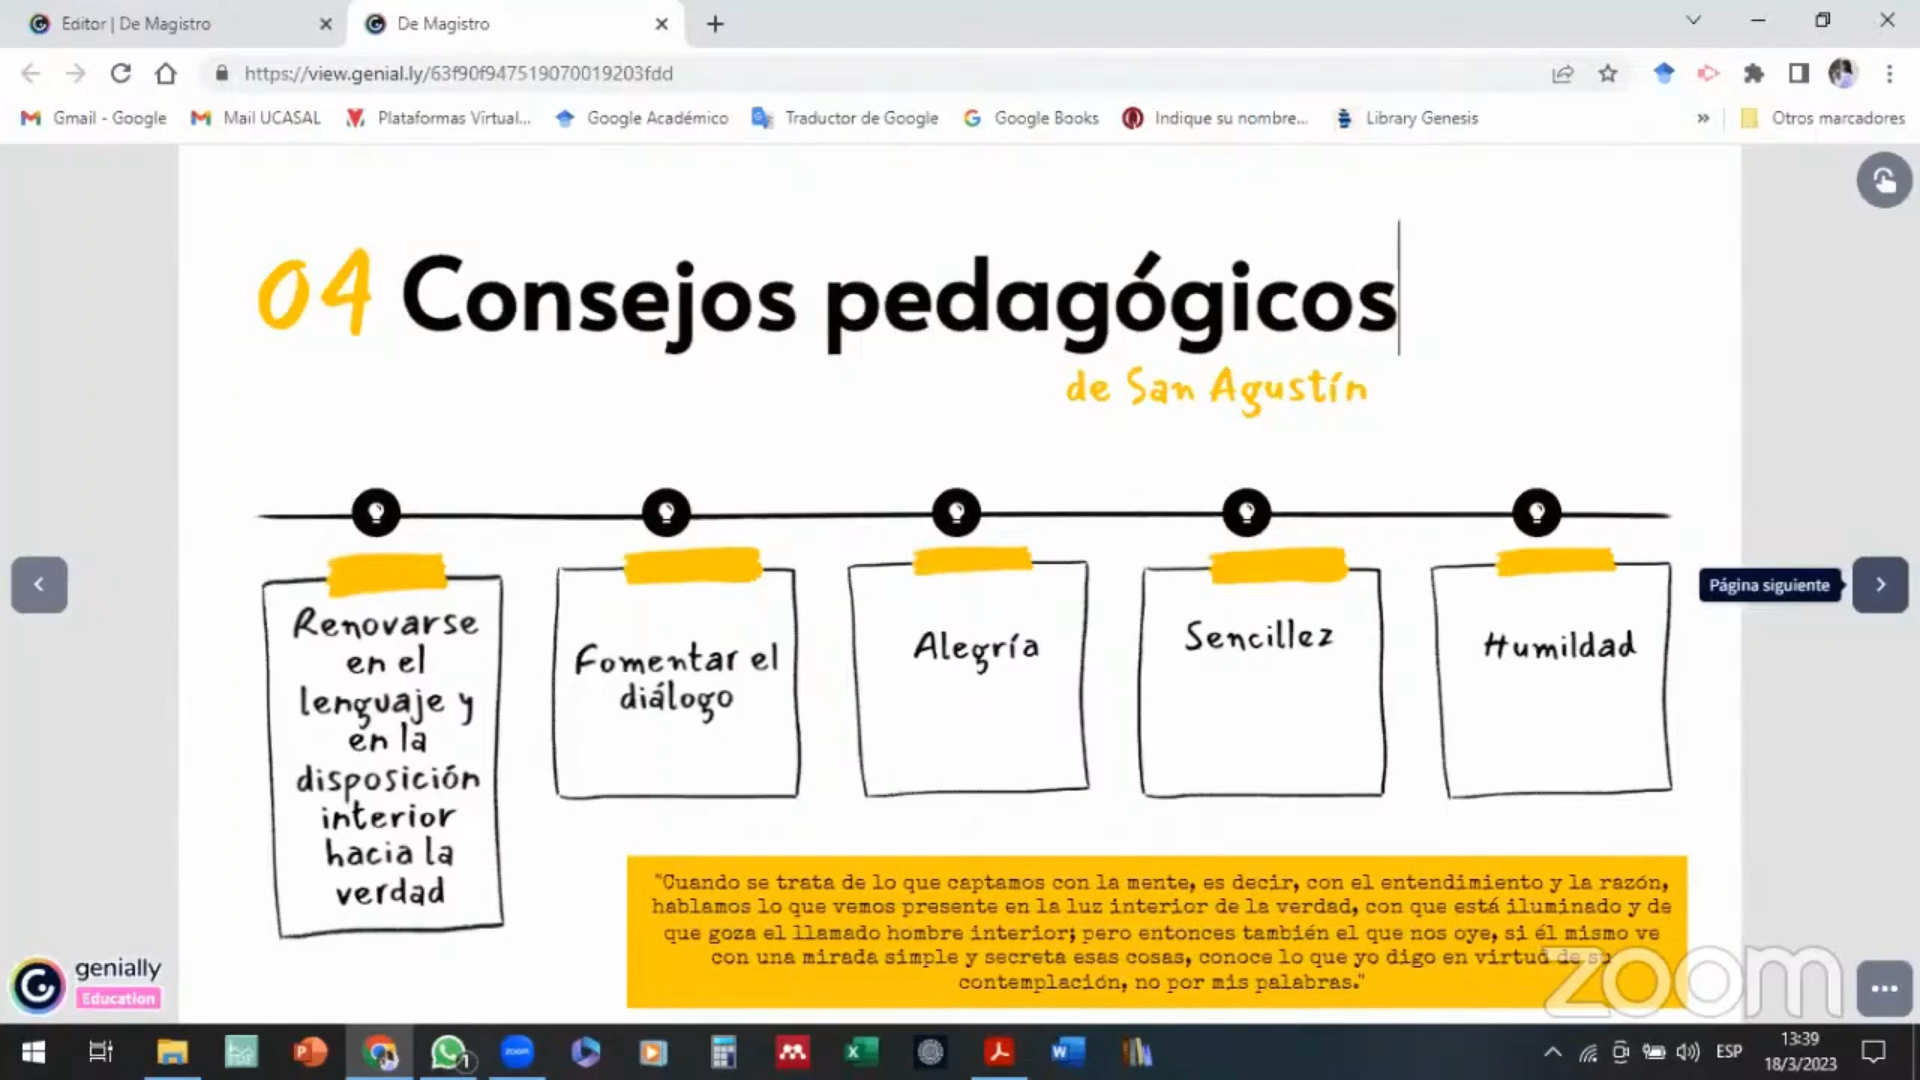 Editor | De Magistro
De Magistro
https://view.genial.ly/63f90f947519070019203fdd
Gmail - Google
Mail UCASAL
Plataformas Virtual...
Google Académico
Traductor de Google
Google Books
Indique su nombre...
Library Genesis
»
Otros marcadores
04 Consejos pedagógicos
de San Agustín
Renovarse
en el
lenguaje y
en la
disposición
interior
hacia la
verdad
Fomentar el
diálogo
Alegría
Sencillez
Humildad
Página siguiente
"Cuando se trata de lo que captamos con la mente, es decir, con el entendimiento y la razón,
hablamos lo que vemos presente en la luz interior de la verdad, con que está iluminado y de
que goza el llamado hombre interior; pero entonces también el que nos oye, si él mismo ve
con una mirada simple y secreta esas cosas, conoce lo que yo digo en virtud de su
contemplación, no por mis palabras."
genially
Education
zoom
1
zoom
ESP
13:39
18/3/2023